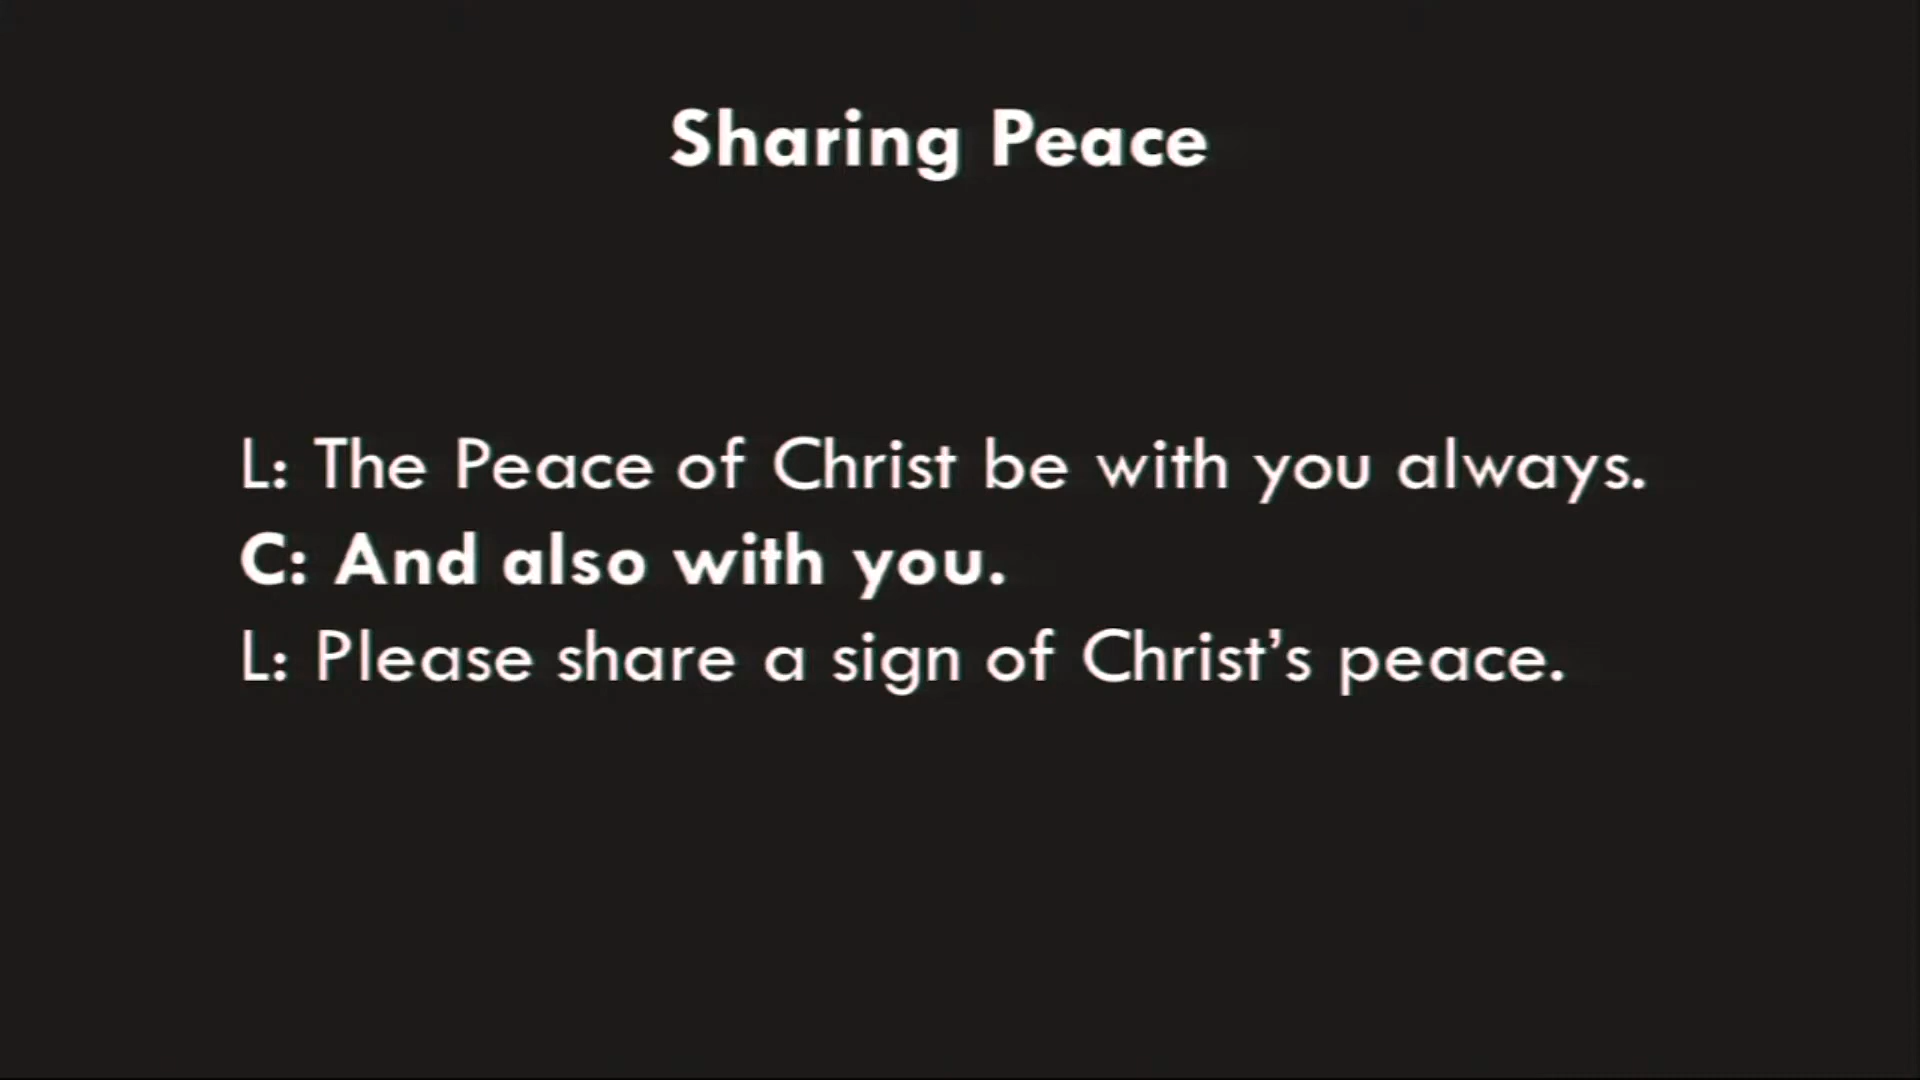 Sharing Peace
L: The Peace of Christ be with you always.
C: And also with you.
L: Please share a sign of Christ’s peace.